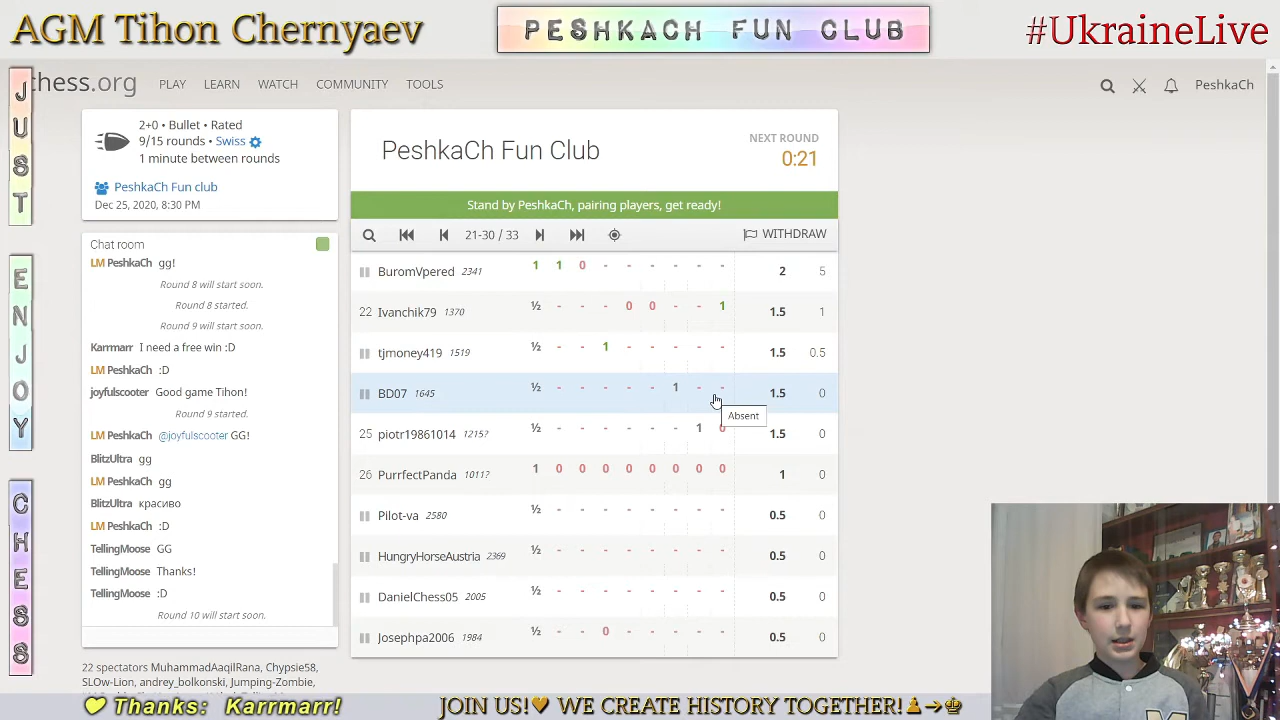 AGM Tihon Chernyaev
PESHKACH FUN CLUB
#UkraineLive
JUST
ENJOY
CHESS
chess.org
PLAY LEARN WATCH COMMUNITY TOOLS
PeshkaCh
2+0 • Bullet • Rated
9/15 rounds • Swiss
1 minute between rounds
PeshkaCh Fun club
Dec 25, 2020, 8:30 PM
Chat room
LM PeshkaCh gg!
Round 8 will start soon.
Round 8 started.
Round 9 will start soon.
Karrmarr I need a free win :D
LM PeshkaCh :D
joyfulscooter Good game Tihon!
Round 9 started.
LM PeshkaCh @joyfulscooter GG!
BlitzUltra gg
LM PeshkaCh gg
BlitzUltra красиво
LM PeshkaCh :D
TellingMoose GG
TellingMoose Thanks!
TellingMoose :D
Round 10 will start soon.
22 spectators MuhammadAaqilRana, Chypsie58,
SLOw-Lion, andrey_bolkonski, Jumping-Zombie,
PeshkaCh Fun Club
NEXT ROUND
0:21
Stand by PeshkaCh, pairing players, get ready!
21-30 / 33
WITHDRAW
BuromVpered 2341 1 1 0 - - - - - - 2 5
22 Ivanchik79 1370 ½ - - - 0 0 - - 1 1.5 1
tjmoney419 1519 ½ - - 1 - - - - - 1.5 0.5
BD07 1645 ½ - - - - - 1 - - 1.5 0
Absent
25 piotr19861014 1215? ½ - - - - - - 1 0 1.5 0
26 PurrfectPanda 1011? 1 0 0 0 0 0 0 0 0 1 0
Pilot-va 2580 ½ - - - - - - - - 0.5 0
HungryHorseAustria 2369 ½ - - - - - - - - 0.5 0
DanielChess05 2005 ½ - - - - - - - - 0.5 0
Josephpa2006 1984 ½ - - 0 - - - - - 0.5 0
Thanks: Karrmarr!
JOIN US! WE CREATE HISTORY TOGETHER!